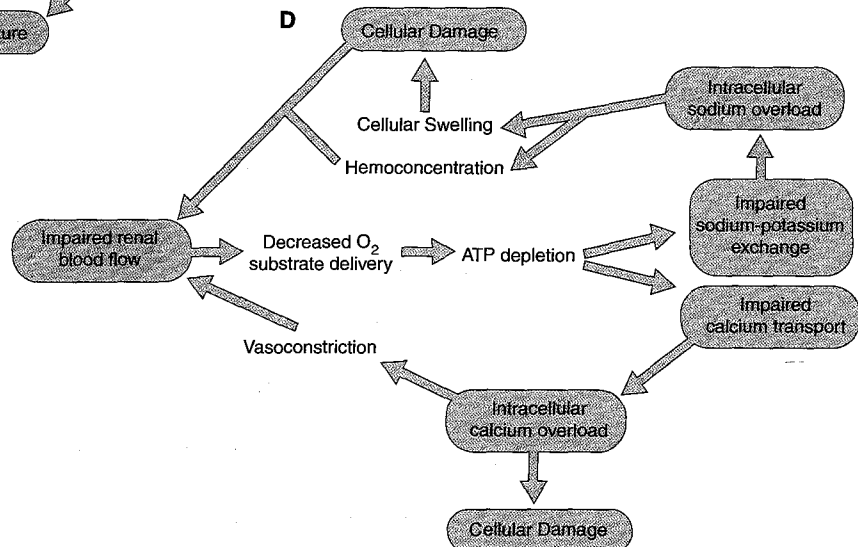 ture
D
Cellular Damage
Intracellular
sodium overload
Cellular Swelling
Hemoconcentration
Impaired
sodium-potassium
exchange
Impaired renal
blood flow
Decreased O2
substrate delivery
ATP depletion
Impaired
calcium transport
Vasoconstriction
Intracellular
calcium overload
Cellular Damage